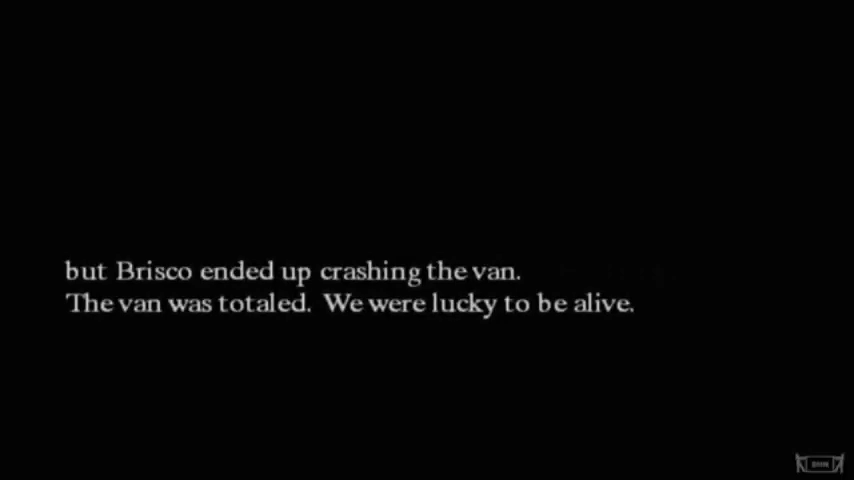 but Brisco ended up crashing the van.
The van was totaled. We were lucky to be alive.